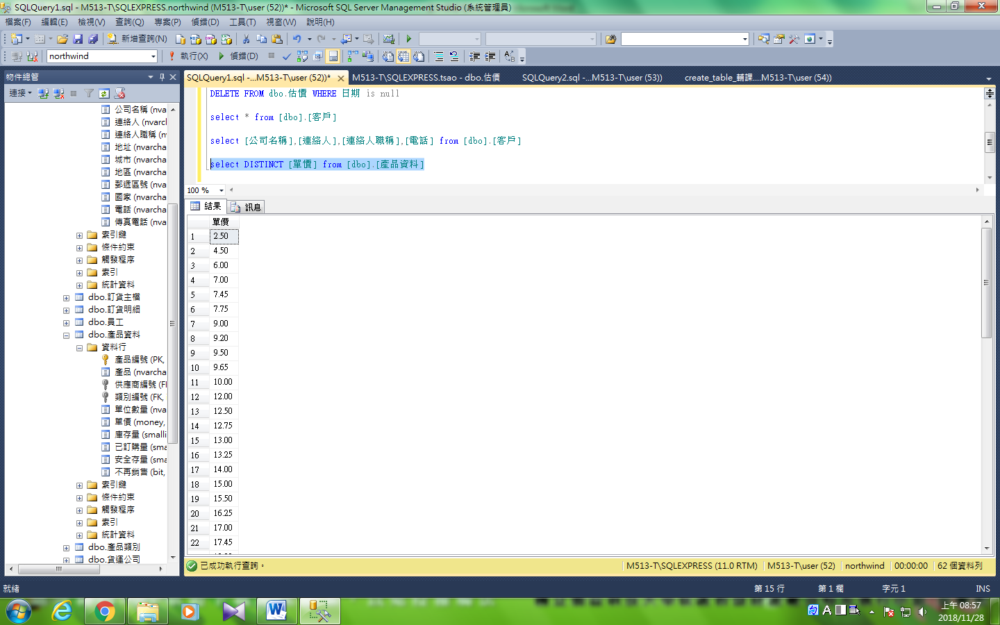 SQLQuery1.sql - M513-T\SQLEXPRESS.northwind (M513-T\user (52))* - Microsoft SQL Server Management Studio (系統管理員)
檔案(F) 編輯(E) 檢視(V) 查詢(Q) 專案(P) 偵錯(D) 工具(T) 視窗(W) 說明(H)
新增查詢(N)
northwind 執行(X) 偵錯(D)
物件總管
連接
公司名稱 (nva
連絡人 (nvarcl
連絡人職稱 (n
地址 (nvarcha
城市 (nvarcha
地區 (nvarcha
郵遞區號 (nva
國家 (nvarcha
電話 (nvarcha
傳真電話 (nva
索引鍵
條件約束
觸發程序
索引
統計資料
dbo.訂貨主檔
dbo.訂貨明細
dbo.員工
dbo.產品資料
資料行
產品編號 (PK,
產品 (nvarcha
供應商編號 (Fl
類別編號 (FK,
單位數量 (nva
單價 (money,
庫存量 (smalli
已訂購量 (sma
安全存量 (sma
不再銷售 (bit,
索引鍵
條件約束
觸發程序
索引
統計資料
dbo.產品類別
dbo.貨運公司
SQLQuery1.sql -...M513-T\user (52))* M513-T\SQLEXPRESS.tsao - dbo.估價 SQLQuery2.sql -...M513-T\user (53)) create_table_輔課....M513-T\user (54))
DELETE FROM dbo.估價 WHERE 日期 is null
select * from [dbo].[客戶]
select [公司名稱],[連絡人],[連絡人職稱],[電話] from [dbo].[客戶]
select DISTINCT [單價] from [dbo].[產品資料]
100 %
結果 訊息
單價
1 2.50
2 4.50
3 6.00
4 7.00
5 7.45
6 7.75
7 9.00
8 9.20
9 9.50
10 9.65
11 10.00
12 12.00
13 12.50
14 12.75
15 13.00
16 13.25
17 14.00
18 15.00
19 15.50
20 16.25
21 17.00
22 17.45
已成功執行查詢。 M513-T\SQLEXPRESS (11.0 RTM) M513-T\user (52) northwind 00:00:00 62 個資料列
就緒 第 15 行 第 1 欄 字元 1 INS
上午 08:57
2018/11/28